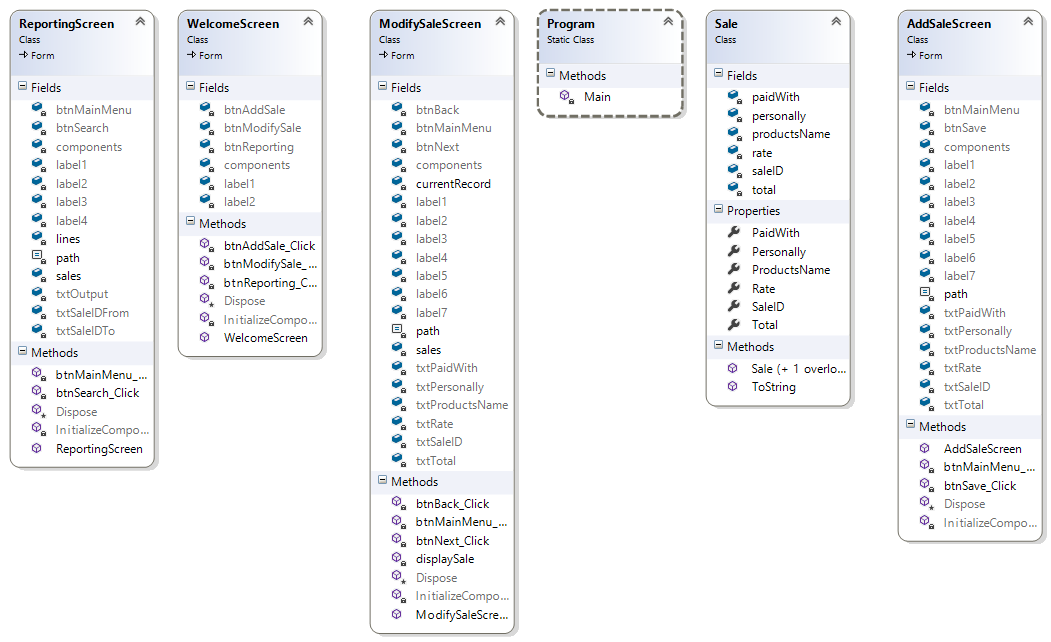 ReportingScreen
Class
Form
Fields
btnMainMenu
btnSearch
components
label1
label2
label3
label4
lines
path
sales
txtOutput
txtSaleIDFrom
txtSaleIDTo
Methods
btnMainMenu_...
btnSearch_Click
Dispose
InitializeCompo...
ReportingScreen
WelcomeScreen
Class
Form
Fields
btnAddSale
btnModifySale
btnReporting
components
label1
label2
Methods
btnAddSale_Click
btnModifySale_...
btnReporting_C...
Dispose
InitializeCompo...
WelcomeScreen
ModifySaleScreen
Class
Form
Fields
btnBack
btnMainMenu
btnNext
components
currentRecord
label1
label2
label3
label4
label5
label6
label7
path
sales
txtPaidWith
txtPersonally
txtProductsName
txtRate
txtSaleID
txtTotal
Methods
btnBack_Click
btnMainMenu_...
btnNext_Click
displaySale
Dispose
InitializeCompo...
ModifySaleScre...
Program
Static Class
Methods
Main
Sale
Class
Fields
paidWith
personally
productsName
rate
saleID
total
Properties
PaidWith
Personally
ProductsName
Rate
SaleID
Total
Methods
Sale (+ 1 overlo...
ToString
AddSaleScreen
Class
Form
Fields
btnMainMenu
btnSave
components
label1
label2
label3
label4
label5
label6
label7
path
txtPaidWith
txtPersonally
txtProductsName
txtRate
txtSaleID
txtTotal
Methods
AddSaleScreen
btnMainMenu_...
btnSave_Click
Dispose
InitializeCompo...